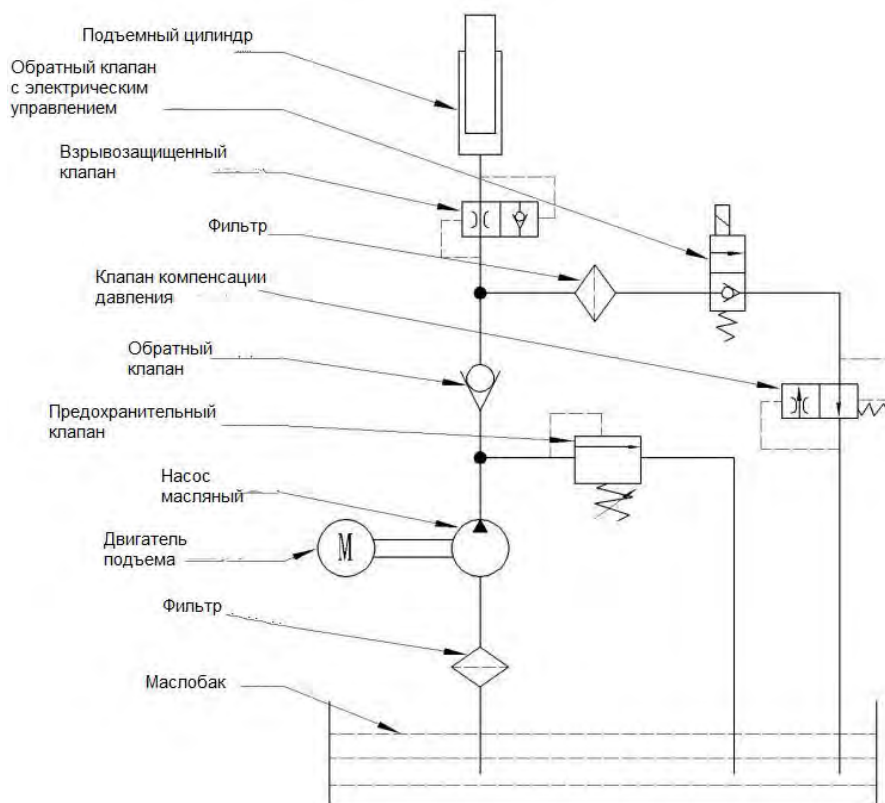 Подъемный цилиндр
Обратный клапан
с электрическим
управлением
Взрывозащищенный
клапан
Фильтр
Клапан компенсации
давления
Обратный
клапан
Предохранительный
клапан
Насос
масляный
Двигатель
подъема
M
Фильтр
Маслобак